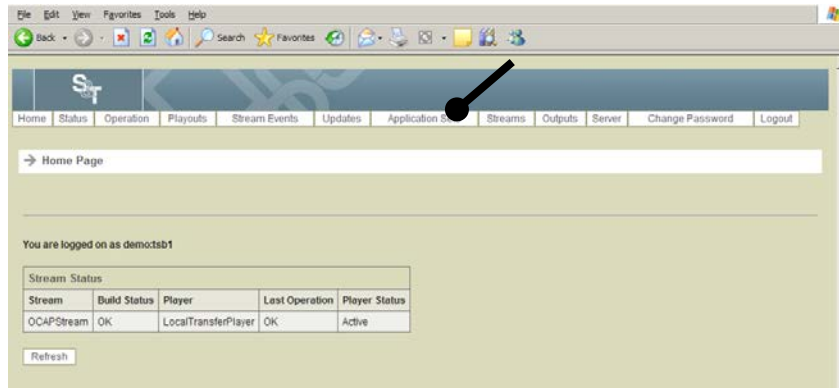 File Edit View Favorites Tools Help
Back Search Favorites
S&T
Home Status Operation Playouts Stream Events Updates Application Streams Outputs Server Change Password Logout
→ Home Page
You are logged on as demo:tsb1
Stream Status
Stream Build Status Player Last Operation Player Status
OCAPStream OK LocalTransferPlayer OK Active
Refresh